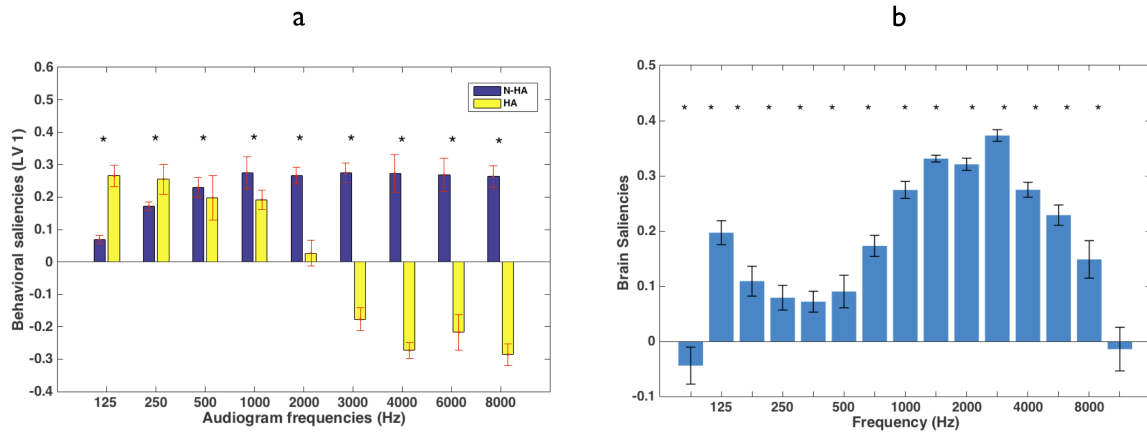 a
b
0.6
0.5
0.4
0.3
0.2
0.1
0
-0.1
-0.2
-0.3
-0.4
Behavioral saliencies (LV 1)
N-HA
HA
* * * * * * * * *
125 250 500 1000 2000 3000 4000 6000 8000
Audiogram frequencies (Hz)
0.5
0.4
0.3
0.2
0.1
0
-0.1
Brain Saliencies
* * * * * * * * * * * * * *
125 250 500 1000 2000 4000 8000
Frequency (Hz)